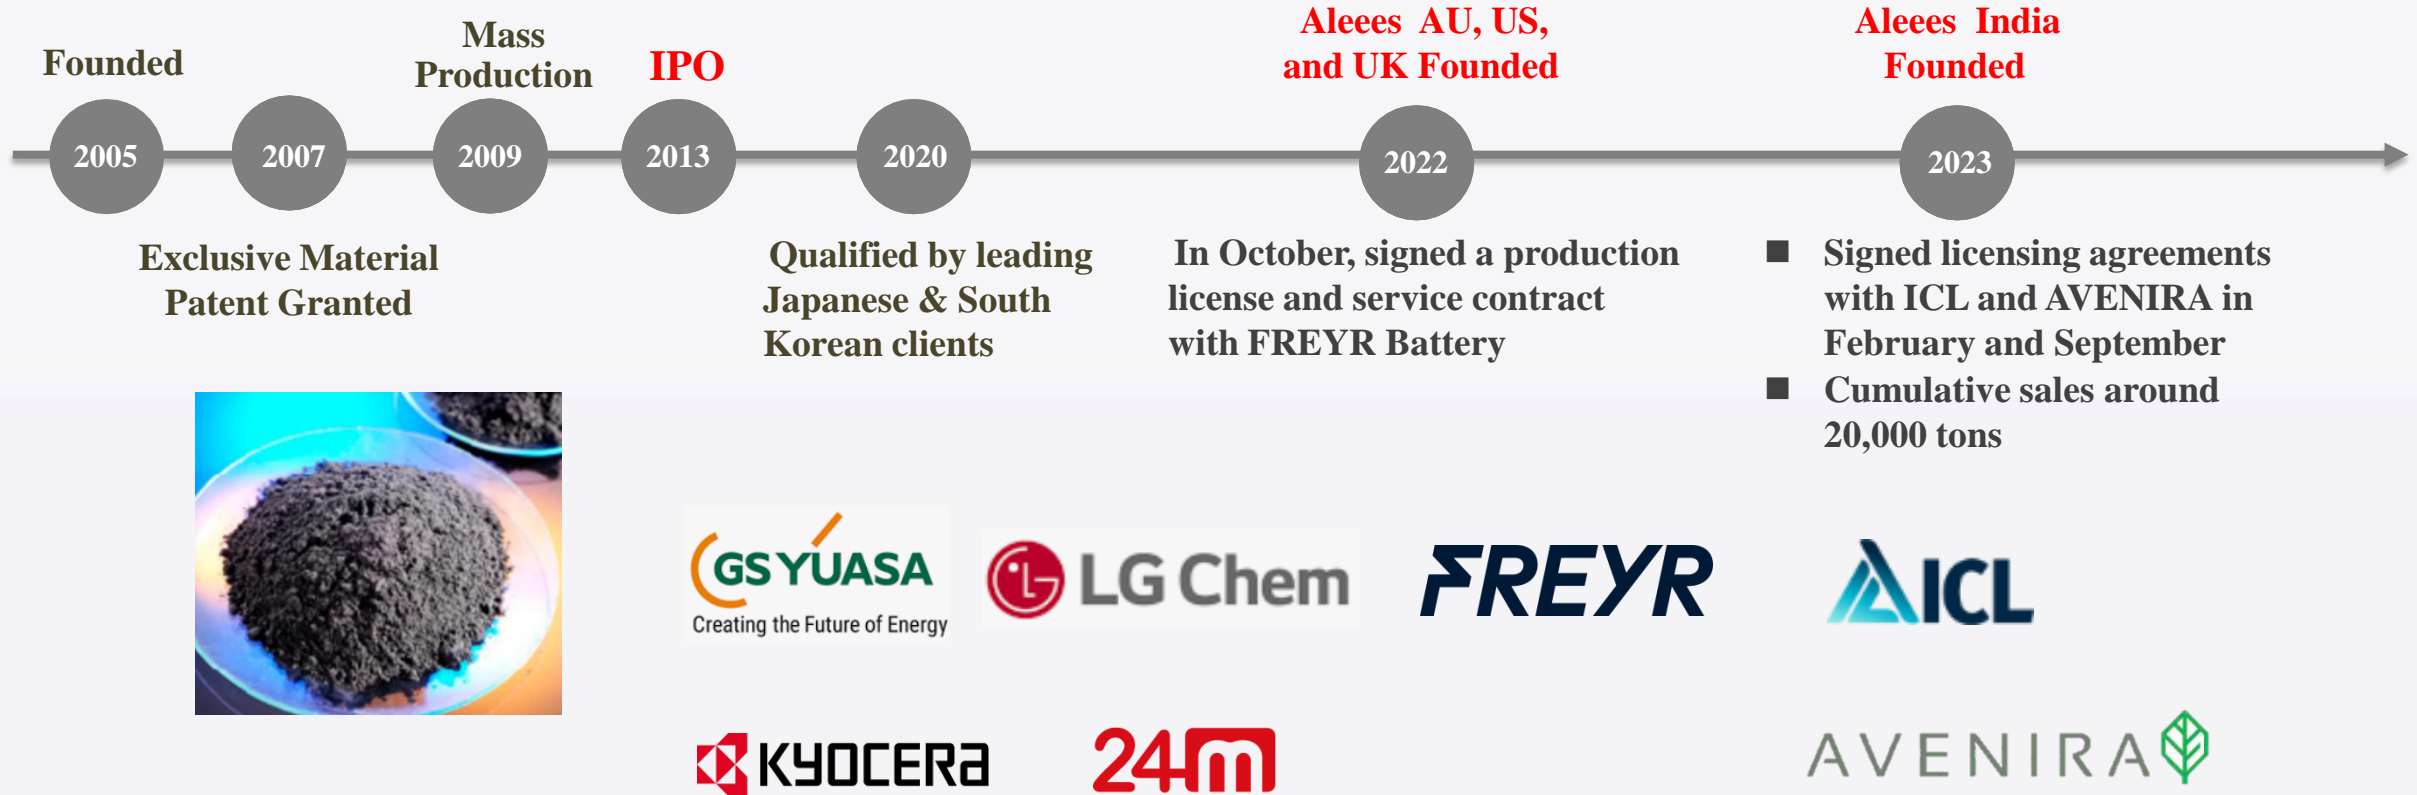 Founded
Mass
Production
IPO
Aleees AU, US,
and UK Founded
Aleees India
Founded
2005
2007
2009
2013
2020
2022
2023
Exclusive Material
Patent Granted
Qualified by leading
Japanese & South
Korean clients
In October, signed a production
license and service contract
with FREYR Battery
■ Signed licensing agreements
with ICL and AVENIRA in
February and September
■ Cumulative sales around
20,000 tons
GS YUASA
Creating the Future of Energy
LG Chem
FREYR
ICL
KYOCERA
24m
AVENIRA